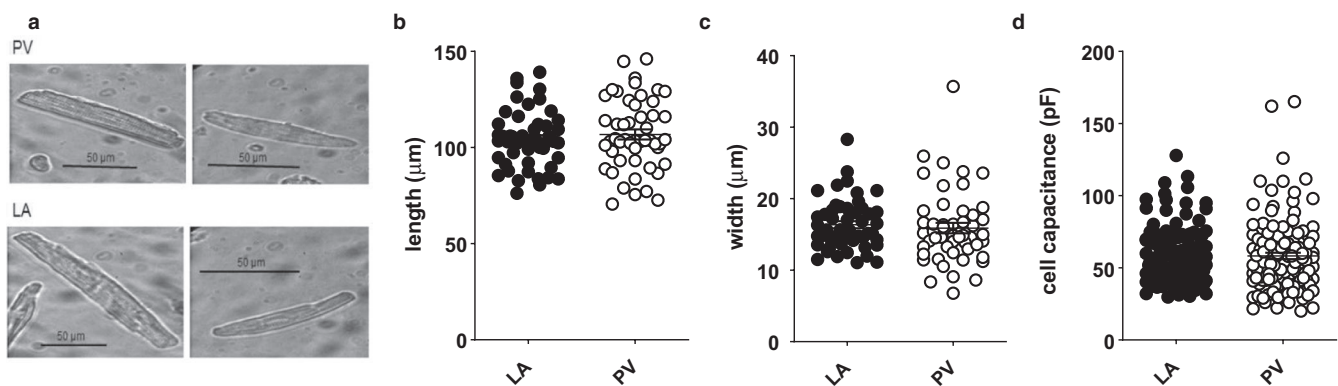 a
PV
50 µm
50 µm
LA
50 µm
50 µm
b
length (µm)
150
100
50
0
LA
PV
c
width (µm)
40
30
20
10
0
LA
PV
d
cell capacitance (pF)
200
150
100
50
0
LA
PV